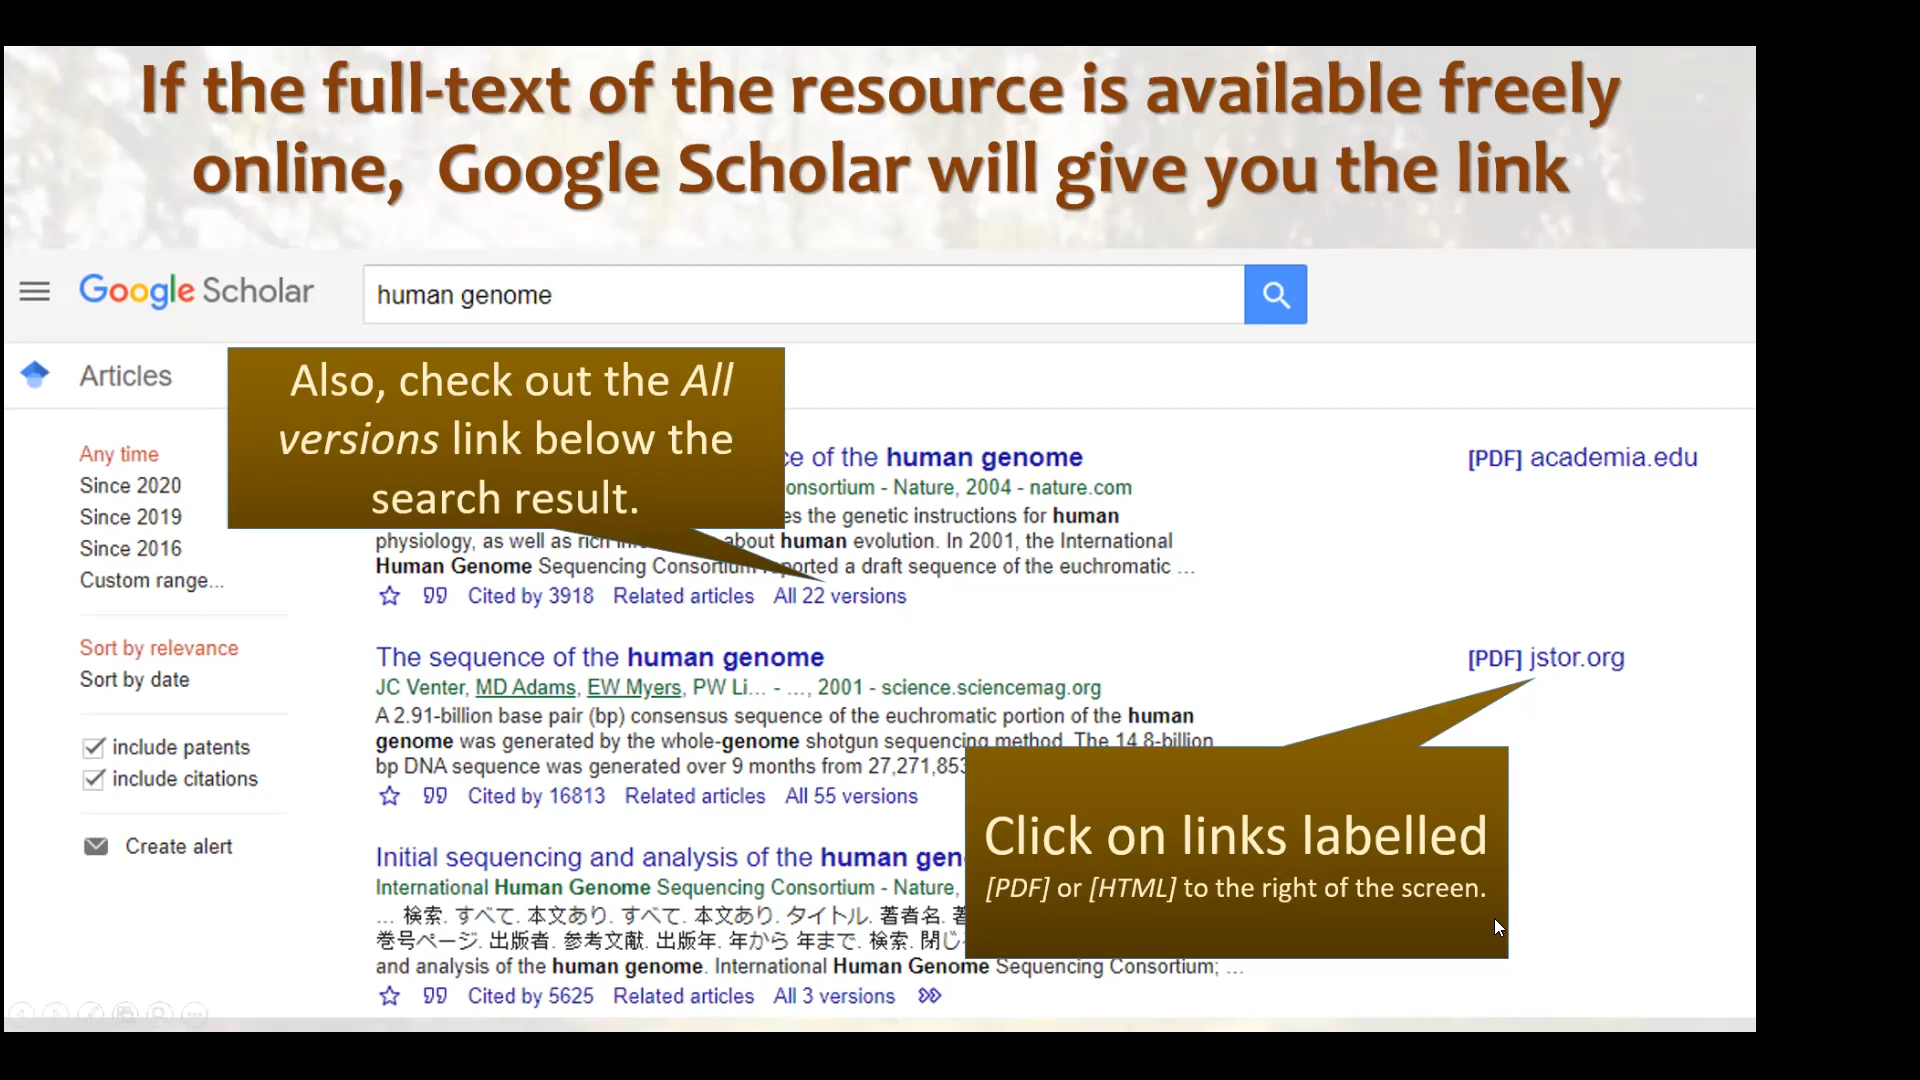 If the full-text of the resource is available freely
online, Google Scholar will give you the link
Google Scholar
human genome
Articles
Also, check out the All
versions link below the
search result.
Any time
Since 2020
Since 2019
Since 2016
Custom range...
Sort by relevance
Sort by date
include patents
include citations
Create alert
of the human genome
[PDF] academia.edu
- Nature, 2004 - nature.com
the genetic instructions for human
physiology, as well as rich about human evolution. In 2001, the International
Human Genome Sequencing Consortium reported a draft sequence of the euchromatic ...
Cited by 3918 Related articles All 22 versions
The sequence of the human genome
[PDF] jstor.org
JC Venter, MD Adams, EW Myers, PW Li... - ..., 2001 - science.sciencemag.org
A 2.91-billion base pair (bp) consensus sequence of the euchromatic portion of the human
genome was generated by the whole-genome shotgun sequencing method. The 14.8-billion
bp DNA sequence was generated over 9 months from 27,271,853
Cited by 16813 Related articles All 55 versions
Click on links labelled
[PDF] or [HTML] to the right of the screen.
Initial sequencing and analysis of the human gen
International Human Genome Sequencing Consortium - Nature,
... 検索. すべて. 本文あり. すべて. 本文あり. タイトル. 著者名.
巻号ページ. 出版者. 参考文献. 出版年. 年から 年まで. 検索. 閉じ
and analysis of the human genome. International Human Genome Sequencing Consortium; ...
Cited by 5625 Related articles All 3 versions